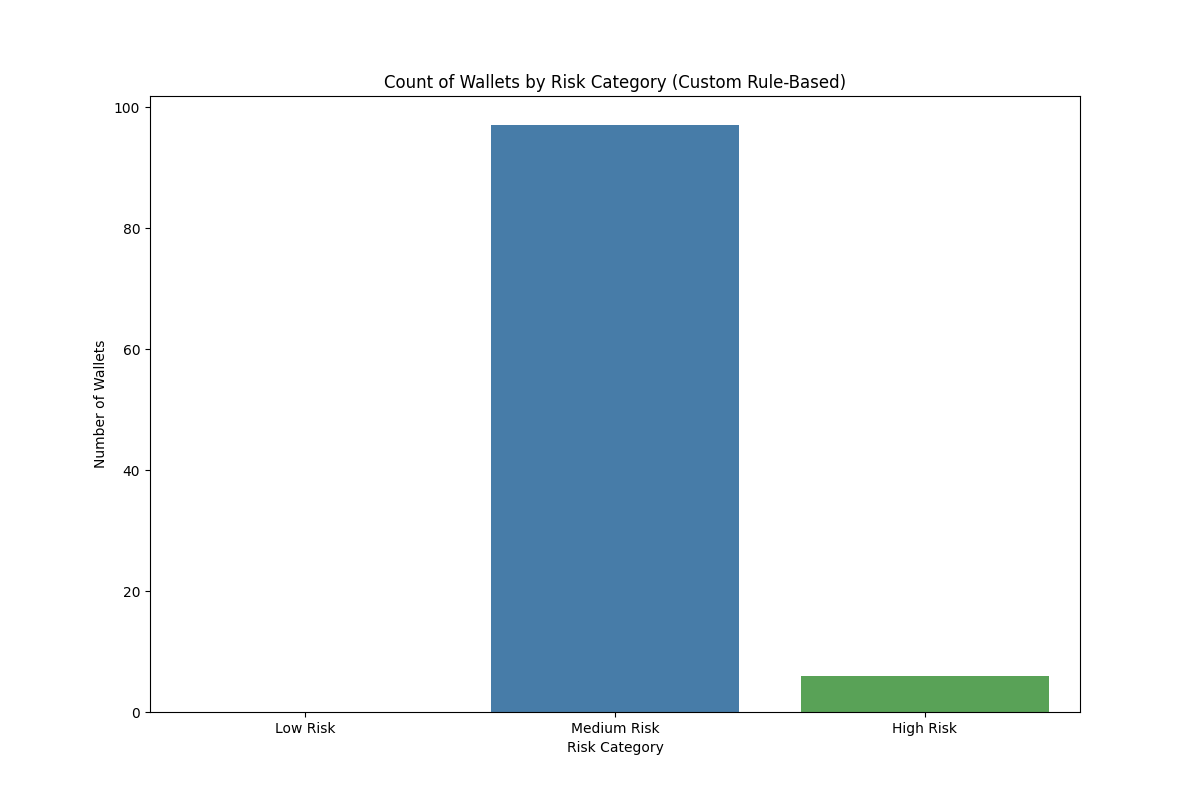 Count of Wallets by Risk Category (Custom Rule-Based)
100
80
60
40
20
0
Number of Wallets
Low Risk
Medium Risk
High Risk
Risk Category